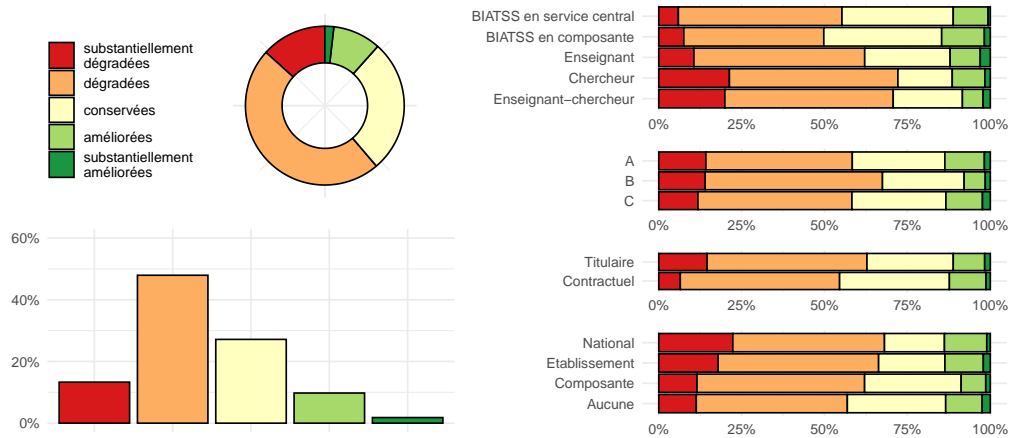 substantiellement
dégradées
dégradées
conservées
améliorées
substantiellement
améliorées
60%
40%
20%
0%
BIATSS en service central
BIATSS en composante
Enseignant
Chercheur
Enseignant−chercheur
0% 25% 50% 75% 100%
A
B
C
0% 25% 50% 75% 100%
Titulaire
Contractuel
0% 25% 50% 75% 100%
National
Etablissement
Composante
Aucune
0% 25% 50% 75% 100%